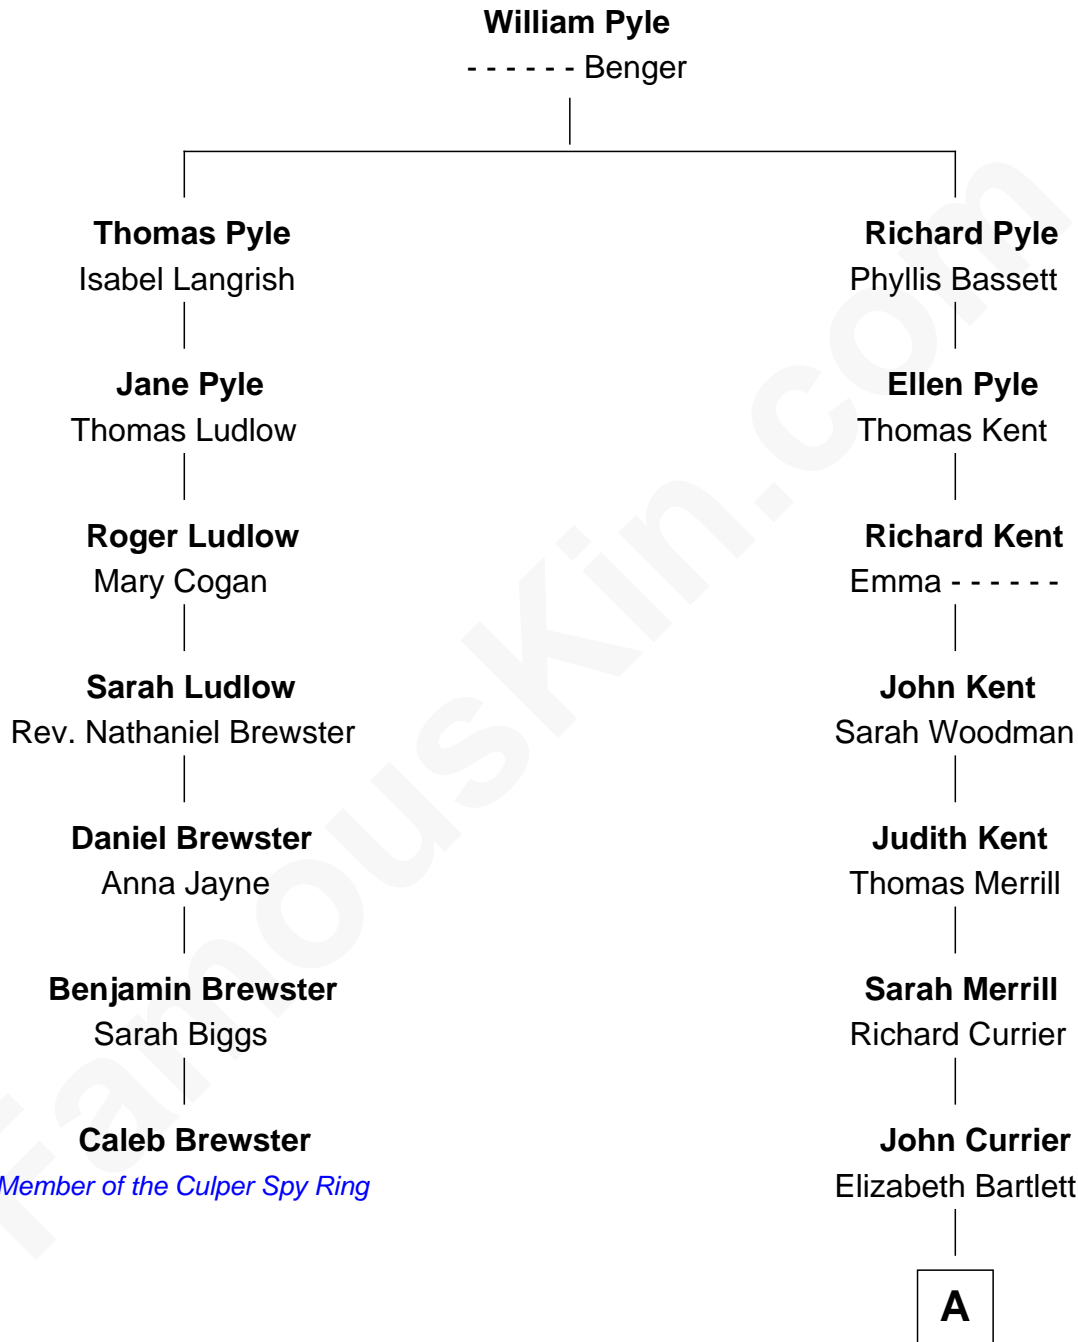 William Pyle
- - - - - - Benger
Thomas Pyle
Isabel Langrish
Richard Pyle
Phyllis Bassett
Jane Pyle
Thomas Ludlow
Ellen Pyle
Thomas Kent
Roger Ludlow
Mary Cogan
Richard Kent
Emma - - - - - -
Sarah Ludlow
Rev. Nathaniel Brewster
John Kent
Sarah Woodman
Daniel Brewster
Anna Jayne
Judith Kent
Thomas Merrill
Benjamin Brewster
Sarah Biggs
Sarah Merrill
Richard Currier
Caleb Brewster
Member of the Culper Spy Ring
John Currier
Elizabeth Bartlett
A
FamousKin.com